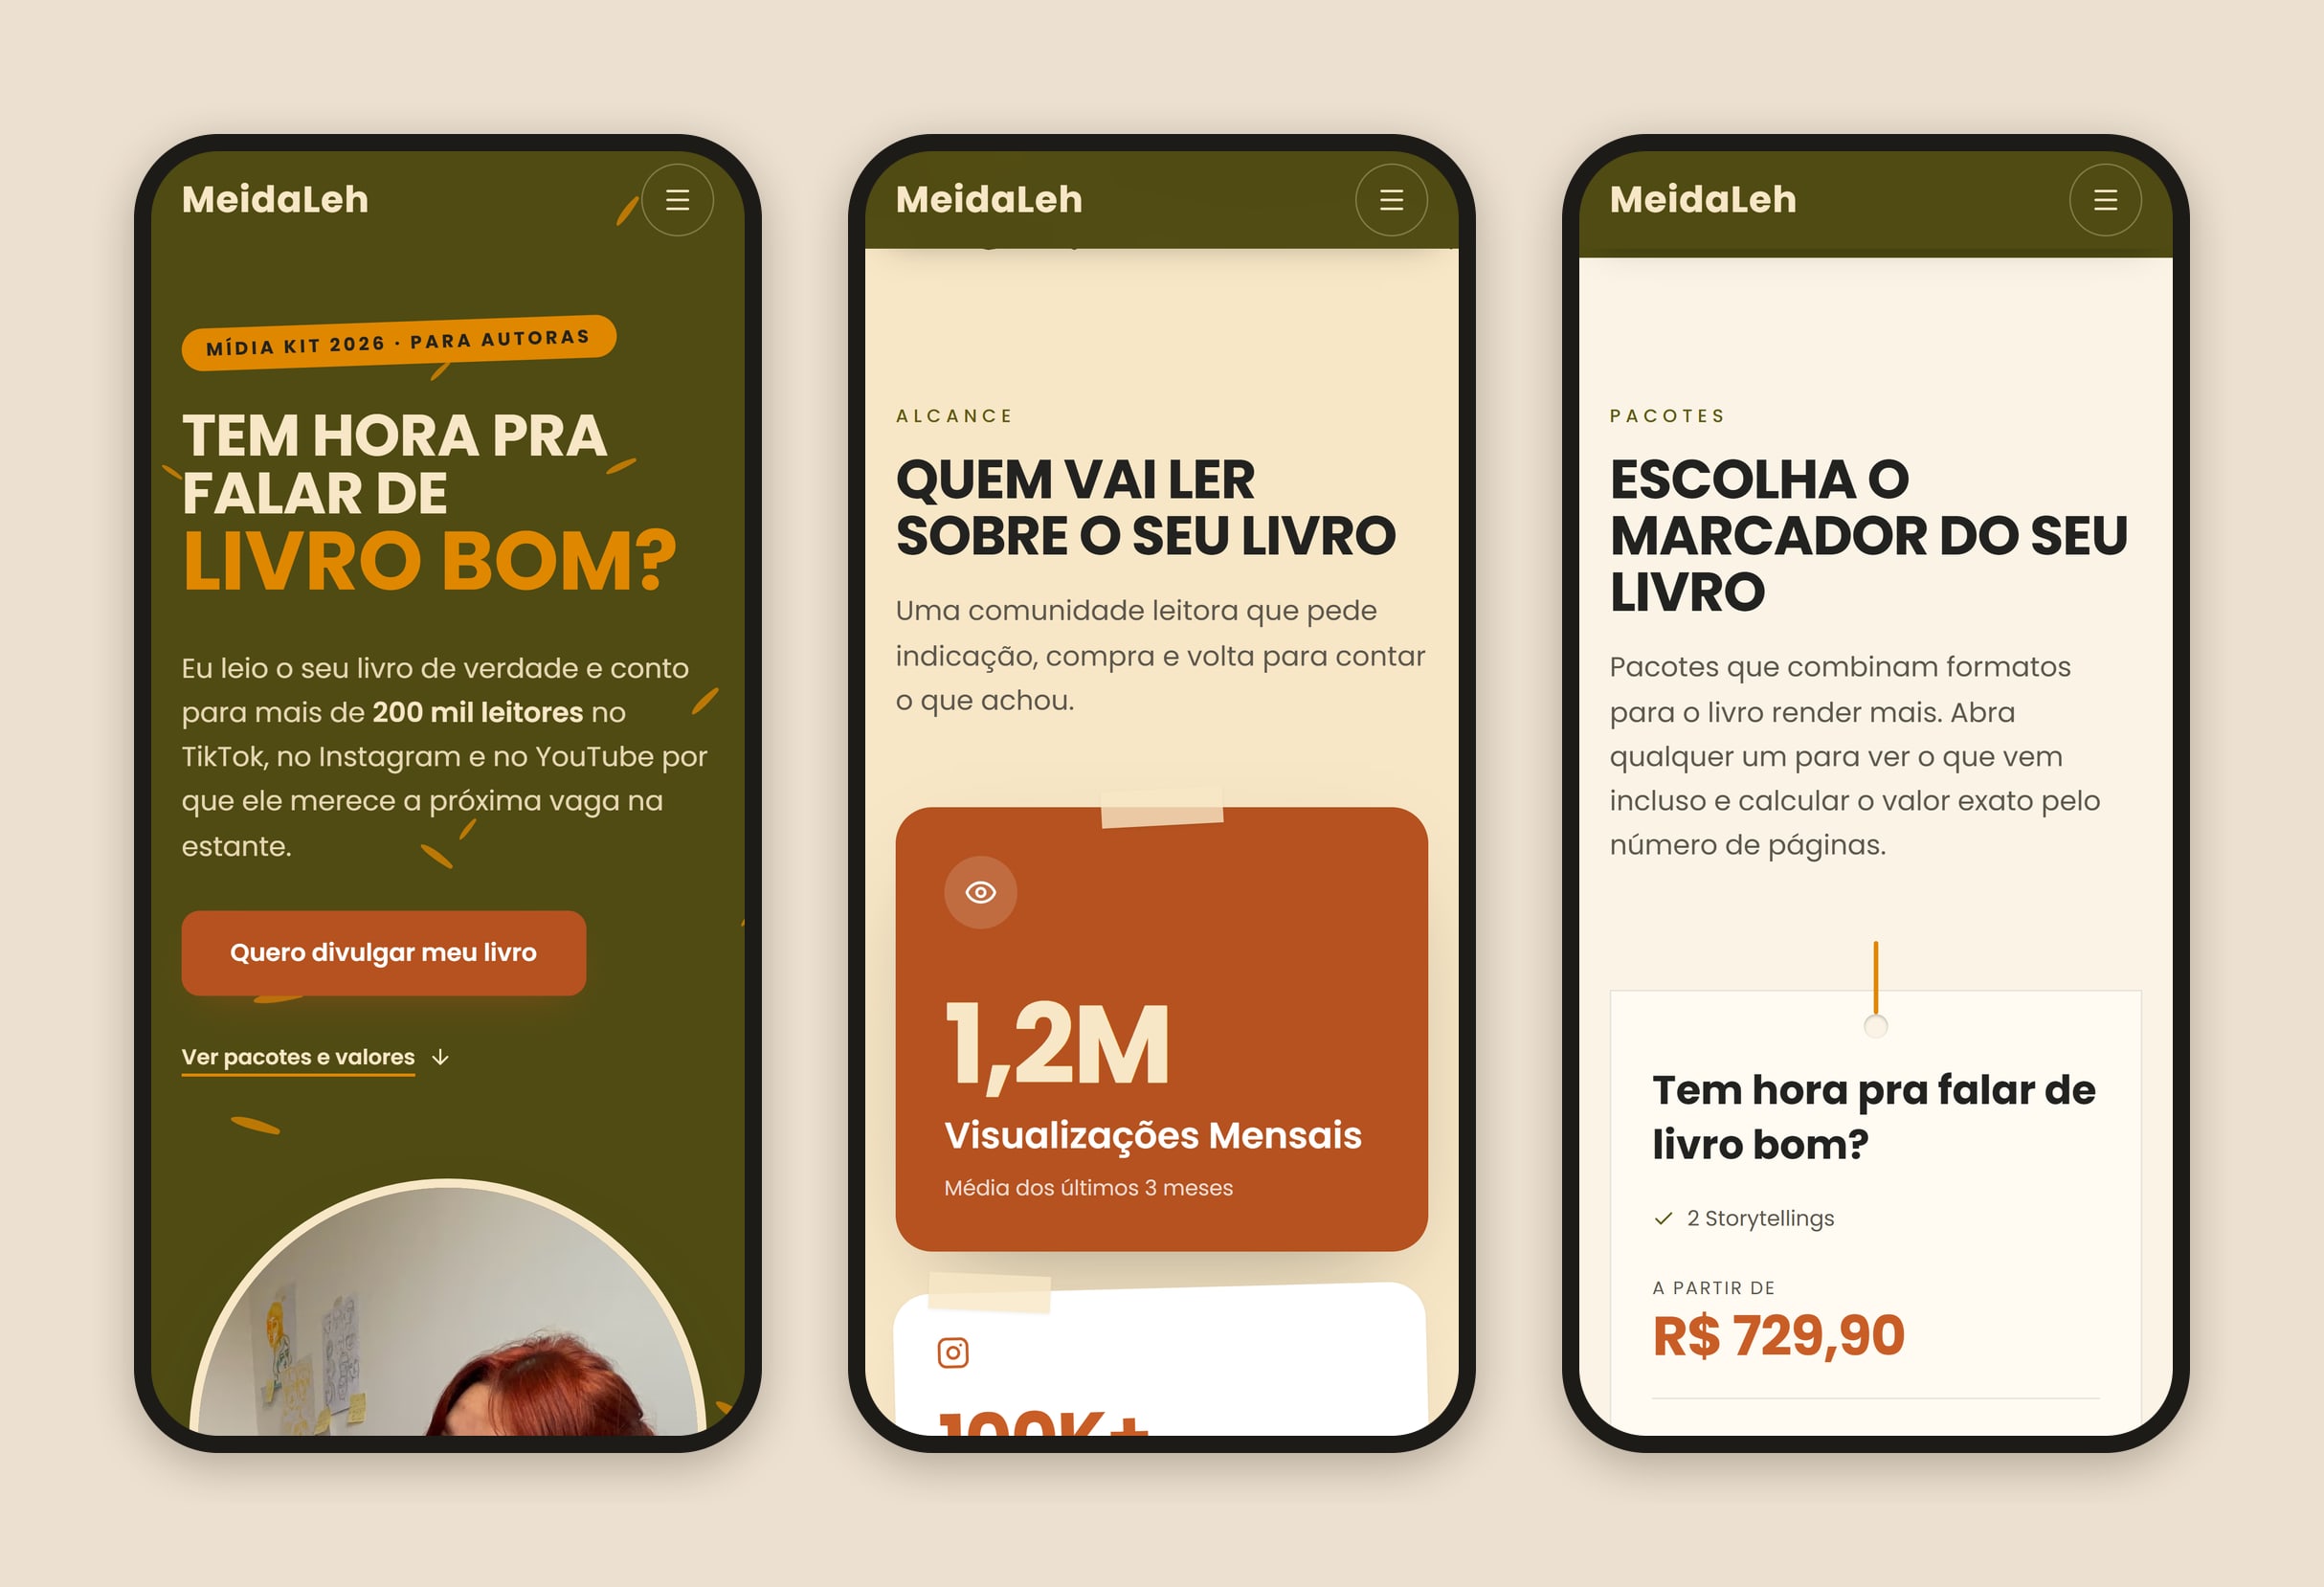 MeidaLeh
MÍDIA KIT 2026 · PARA AUTORAS
TEM HORA PRA
FALAR DE
LIVRO BOM?
Eu leio o seu livro de verdade e conto
para mais de 200 mil leitores no
TikTok, no Instagram e no YouTube por
que ele merece a próxima vaga na
estante.
Quero divulgar meu livro
Ver pacotes e valores ↓
MeidaLeh
ALCANCE
QUEM VAI LER
SOBRE O SEU LIVRO
Uma comunidade leitora que pede
indicação, compra e volta para contar
o que achou.
1,2M
Visualizações Mensais
Média dos últimos 3 meses
100K+
MeidaLeh
PACOTES
ESCOLHA O
MARCADOR DO SEU
LIVRO
Pacotes que combinam formatos
para o livro render mais. Abra
qualquer um para ver o que vem
incluso e calcular o valor exato pelo
número de páginas.
Tem hora pra falar de
livro bom?
2 Storytellings
A PARTIR DE
R$ 729,90